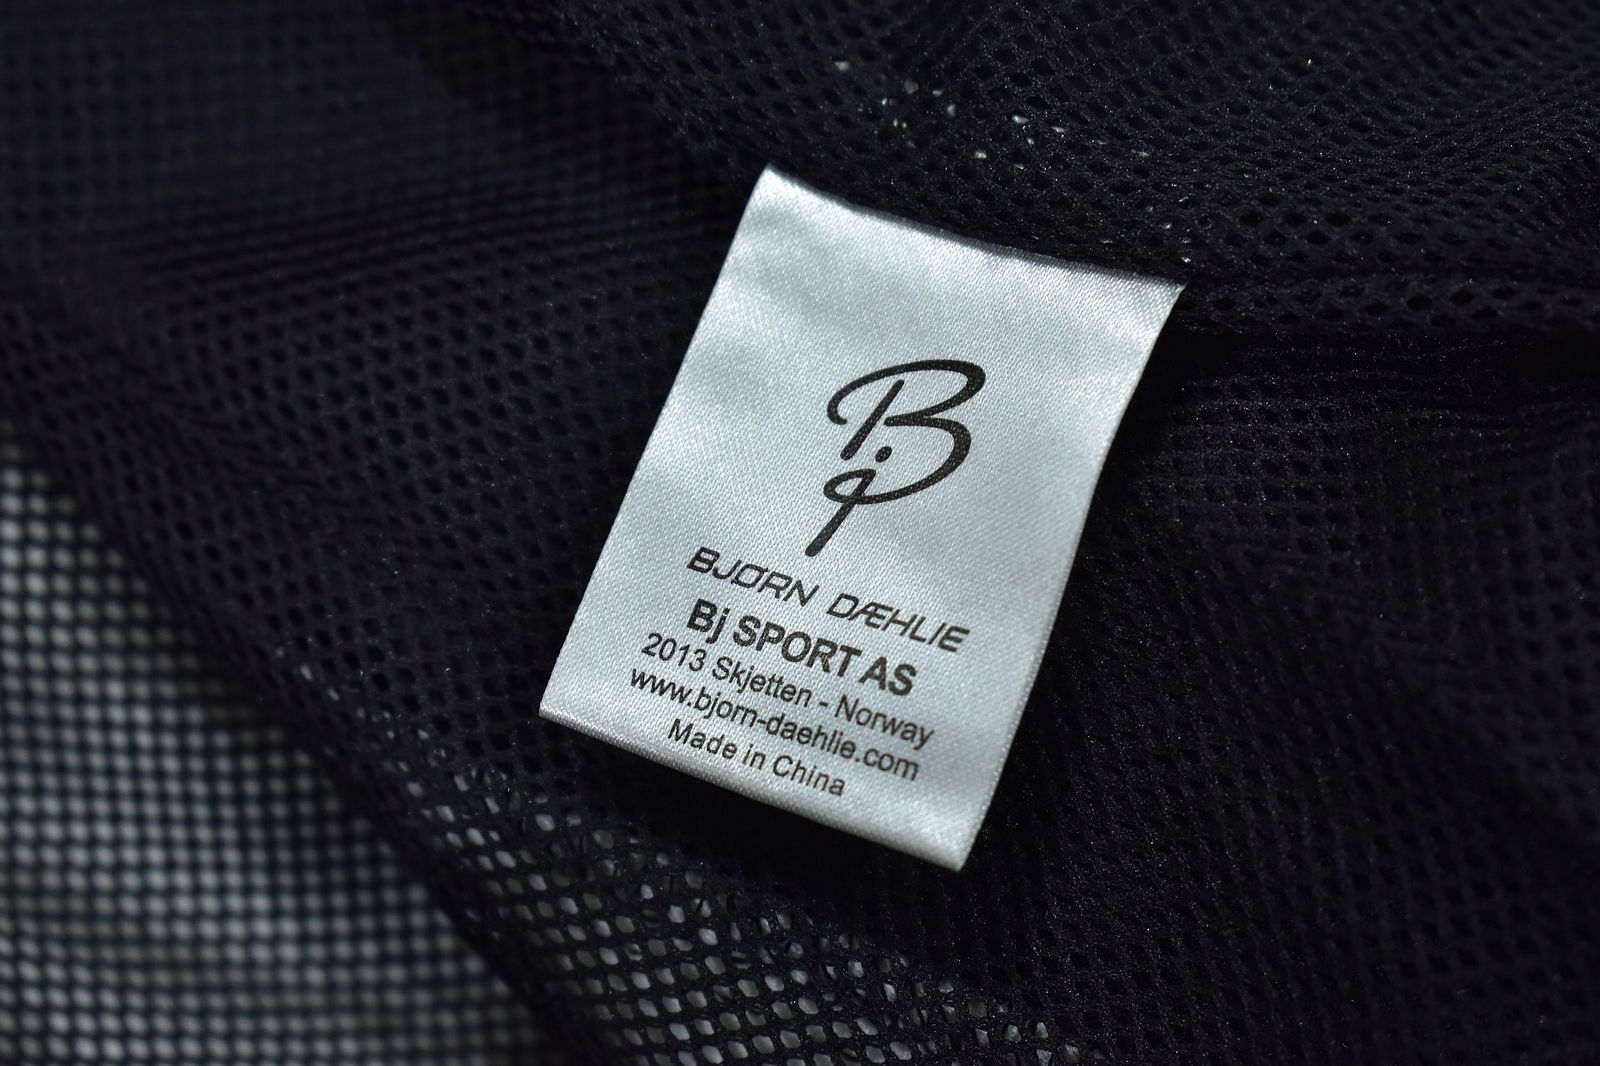 Bj
BJØRN DÆHLIE
Bj SPORT AS
2013 Skjetten - Norway
www.bjorn-daehlie.com
Made in China